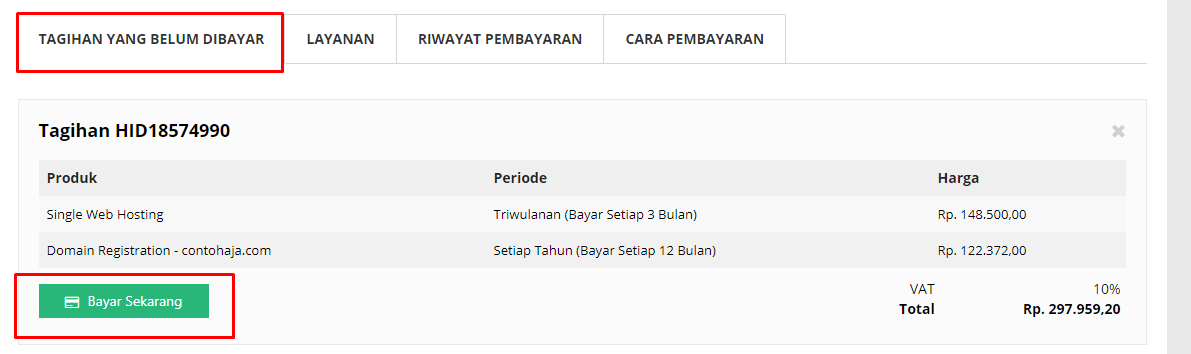 TAGIHAN YANG BELUM DIBAYAR LAYANAN RIWAYAT PEMBAYARAN CARA PEMBAYARAN
Tagihan HID18574990
Produk Periode Harga
Single Web Hosting Triwulanan (Bayar Setiap 3 Bulan) Rp. 148.500,00
Domain Registration - contohaja.com Setiap Tahun (Bayar Setiap 12 Bulan) Rp. 122.372,00
Bayar Sekarang VAT 10%
Total Rp. 297.959,20